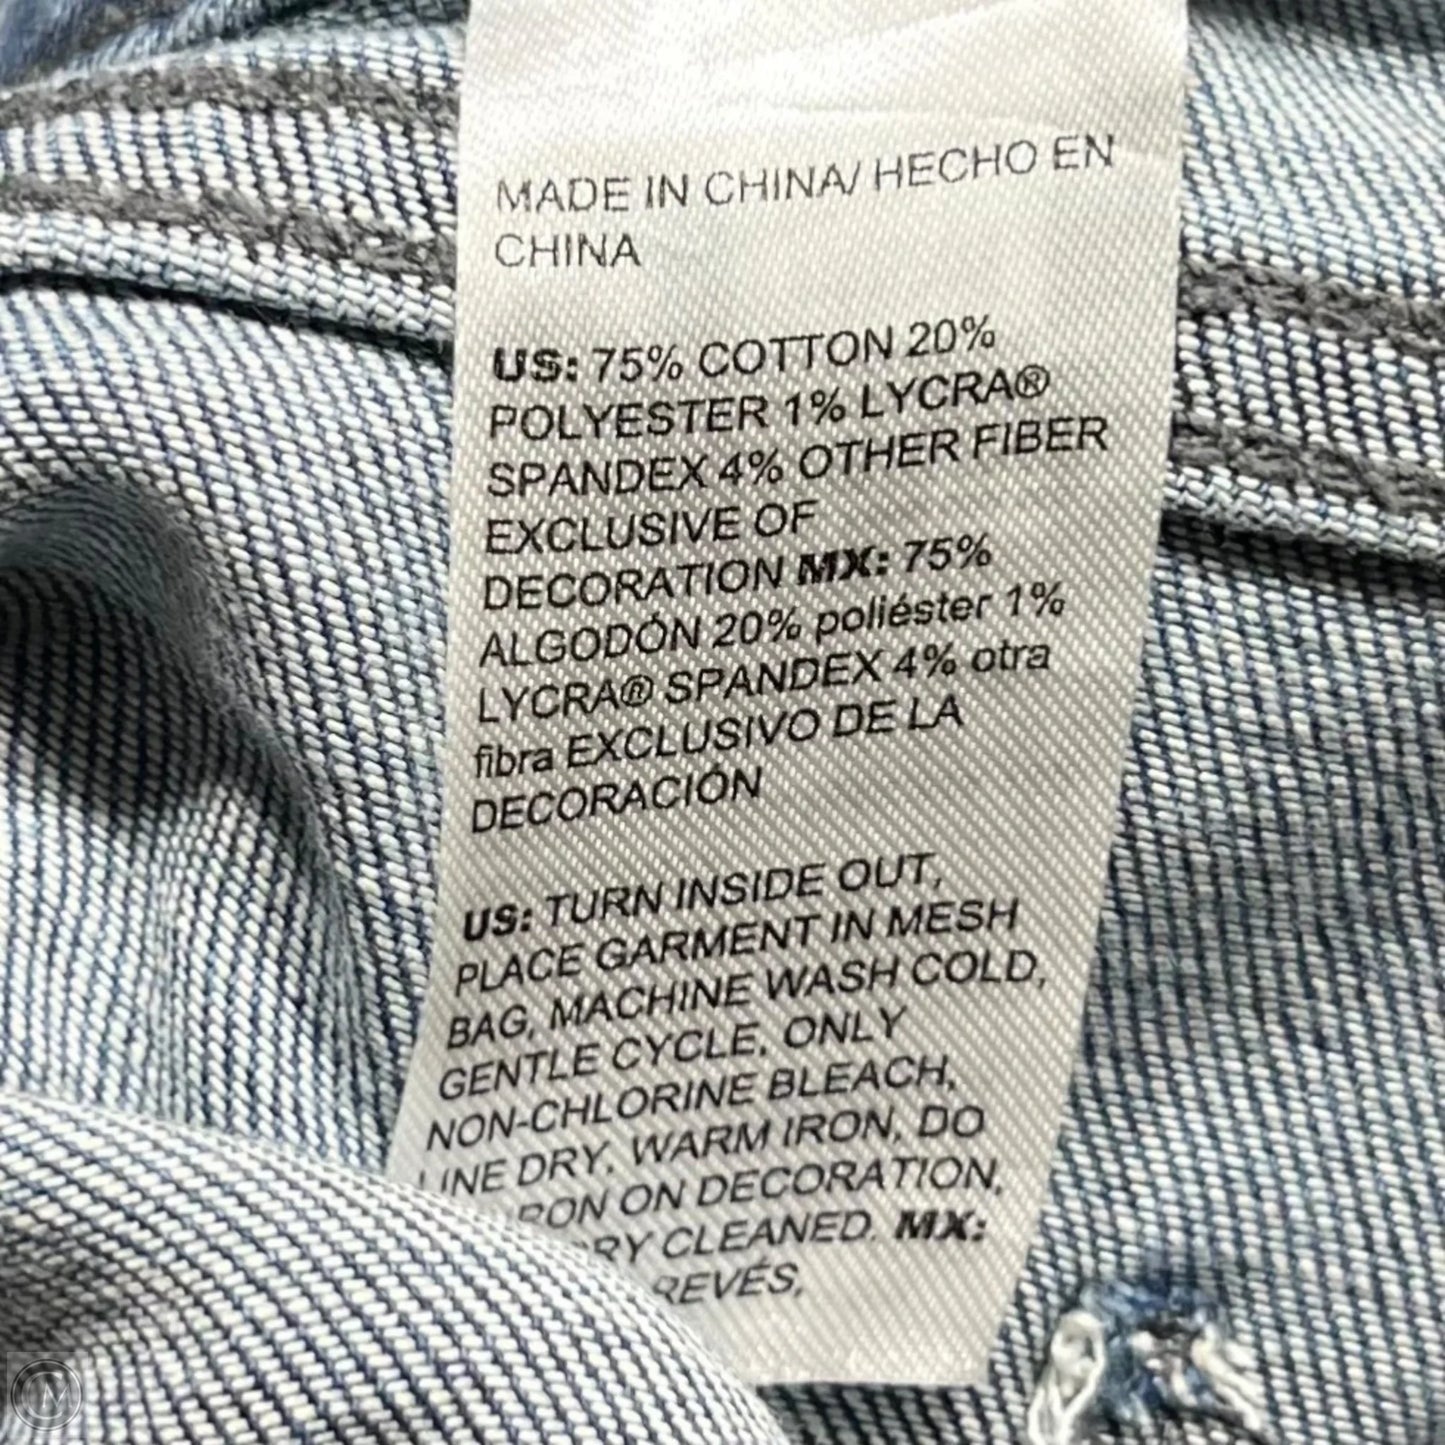 MADE IN CHINA/ HECHO EN
CHINA
US: 75% COTTON 20%
POLYESTER 1% LYCRA®
SPANDEX 4% OTHER FIBER
EXCLUSIVE OF
DECORATION MX: 75%
ALGODÓN 20% poliéster 1%
LYCRA® SPANDEX 4% otra
fibra EXCLUSIVO DE LA
DECORACIÓN
US: TURN INSIDE OUT,
PLACE GARMENT IN MESH
BAG, MACHINE WASH COLD,
GENTLE CYCLE, ONLY
NON-CHLORINE BLEACH,
LINE DRY, WARM IRON, DO
ON DECORATION,
CLEANED. MX:
REVÉS,
M